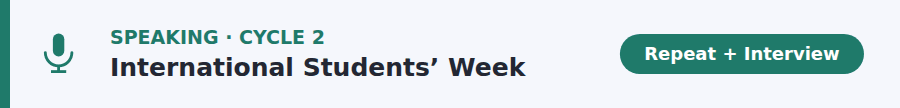 SPEAKING · CYCLE 2
International Students’ Week
Repeat + Interview